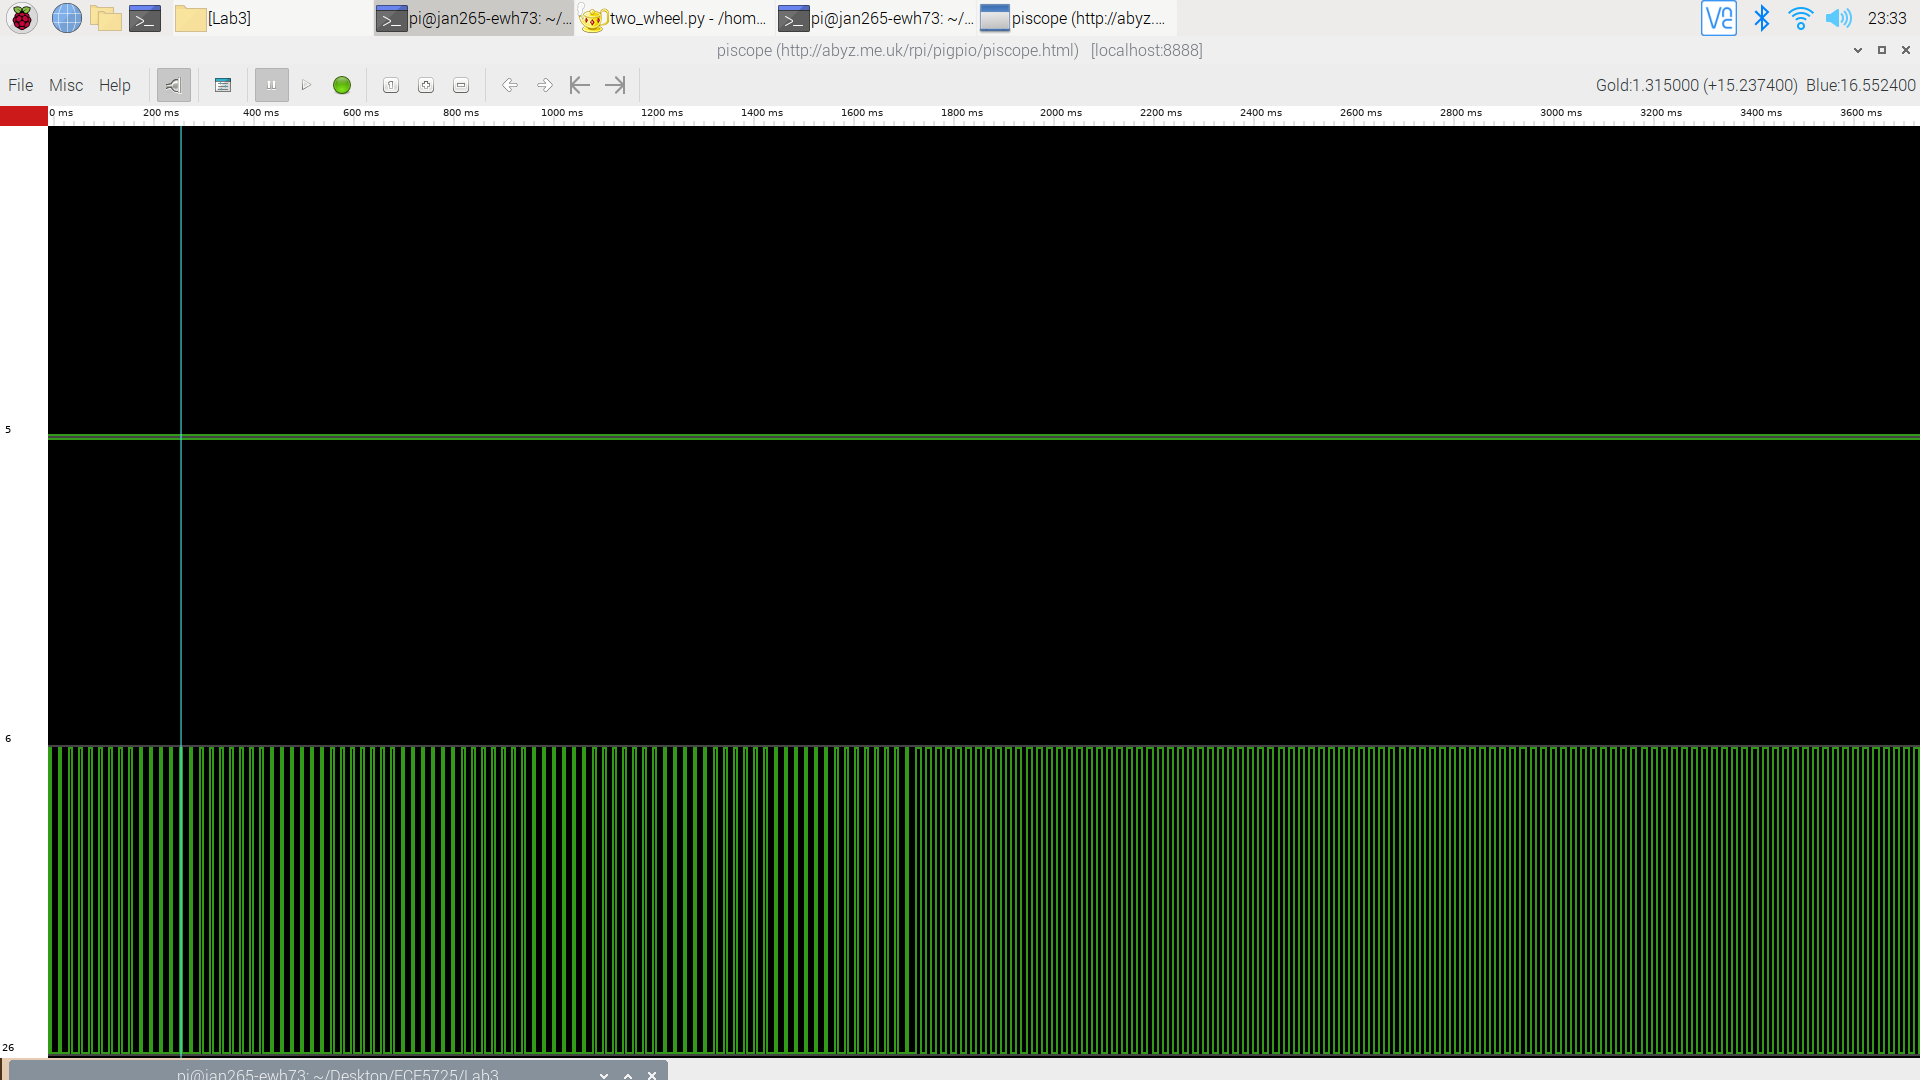 [Lab3] pi@jan265-ewh73: ~/... two_wheel.py - /hom... pi@jan265-ewh73: ~/... piscope (http://abyz.... 23:33
piscope (http://abyz.me.uk/rpi/pigpio/piscope.html) [localhost:8888]
File Misc Help Gold:1.315000 (+15.237400) Blue:16.552400
0 ms 200 ms 400 ms 600 ms 800 ms 1000 ms 1200 ms 1400 ms 1600 ms 1800 ms 2000 ms 2200 ms 2400 ms 2600 ms 2800 ms 3000 ms 3200 ms 3400 ms 3600 ms
5
6
26
pi@jan265-ewh73: ~/Desktop/ECE5725/Lab3